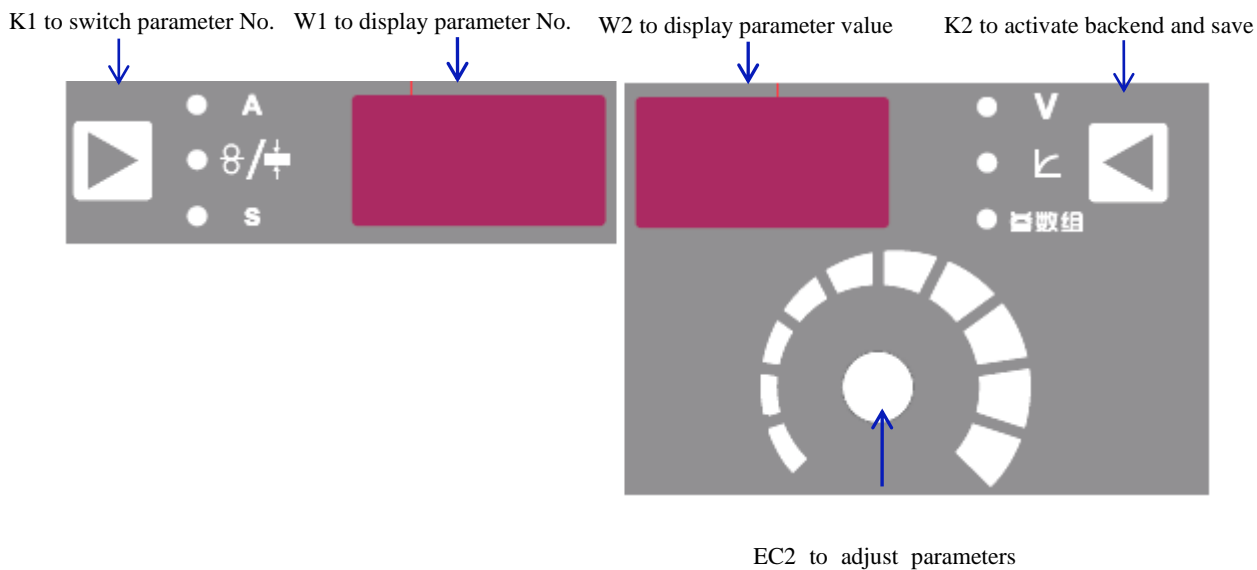 K1 to switch parameter No.
W1 to display parameter No.
W2 to display parameter value
K2 to activate backend and save
A
S
V
数组
EC2 to adjust parameters